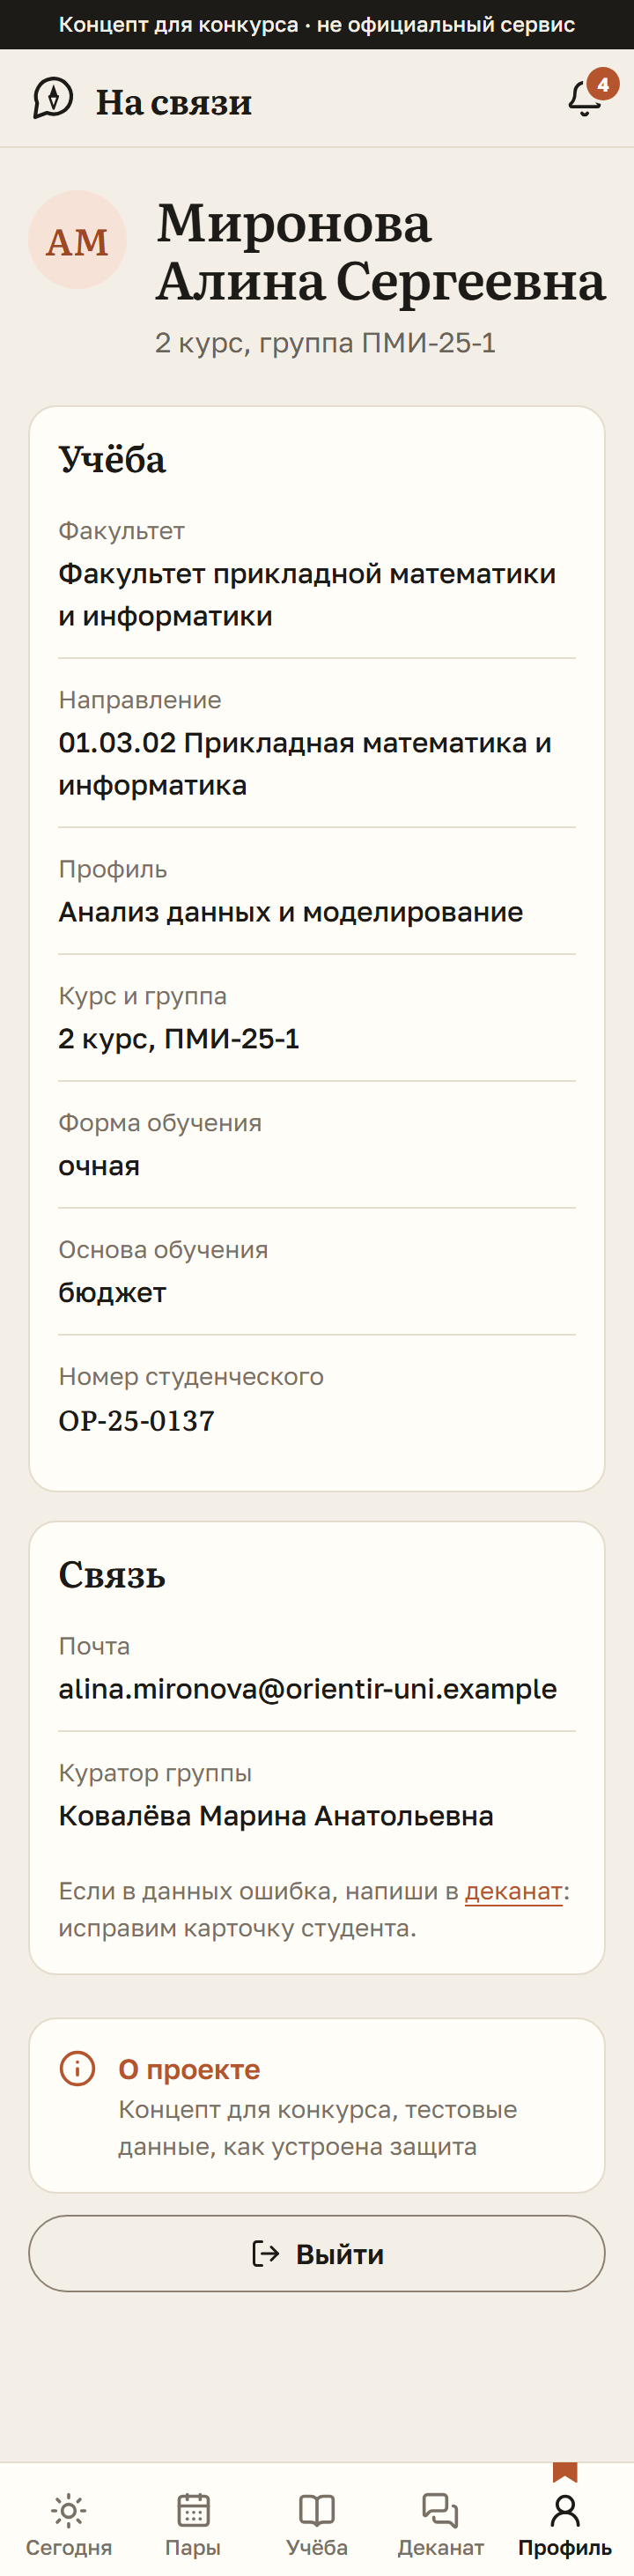 Концепт для конкурса · не официальный сервис
На связи
4
АМ
Миронова
Алина Сергеевна
2 курс, группа ПМИ-25-1
Учёба
Факультет
Факультет прикладной математики
и информатики
Направление
01.03.02 Прикладная математика и
информатика
Профиль
Анализ данных и моделирование
Курс и группа
2 курс, ПМИ-25-1
Форма обучения
очная
Основа обучения
бюджет
Номер студенческого
ОР-25-0137
Связь
Почта
alina.mironova@orientir-uni.example
Куратор группы
Ковалёва Марина Анатольевна
Если в данных ошибка, напиши в деканат:
исправим карточку студента.
О проекте
Концепт для конкурса, тестовые
данные, как устроена защита
Выйти
Сегодня
Пары
Учёба
Деканат
Профиль